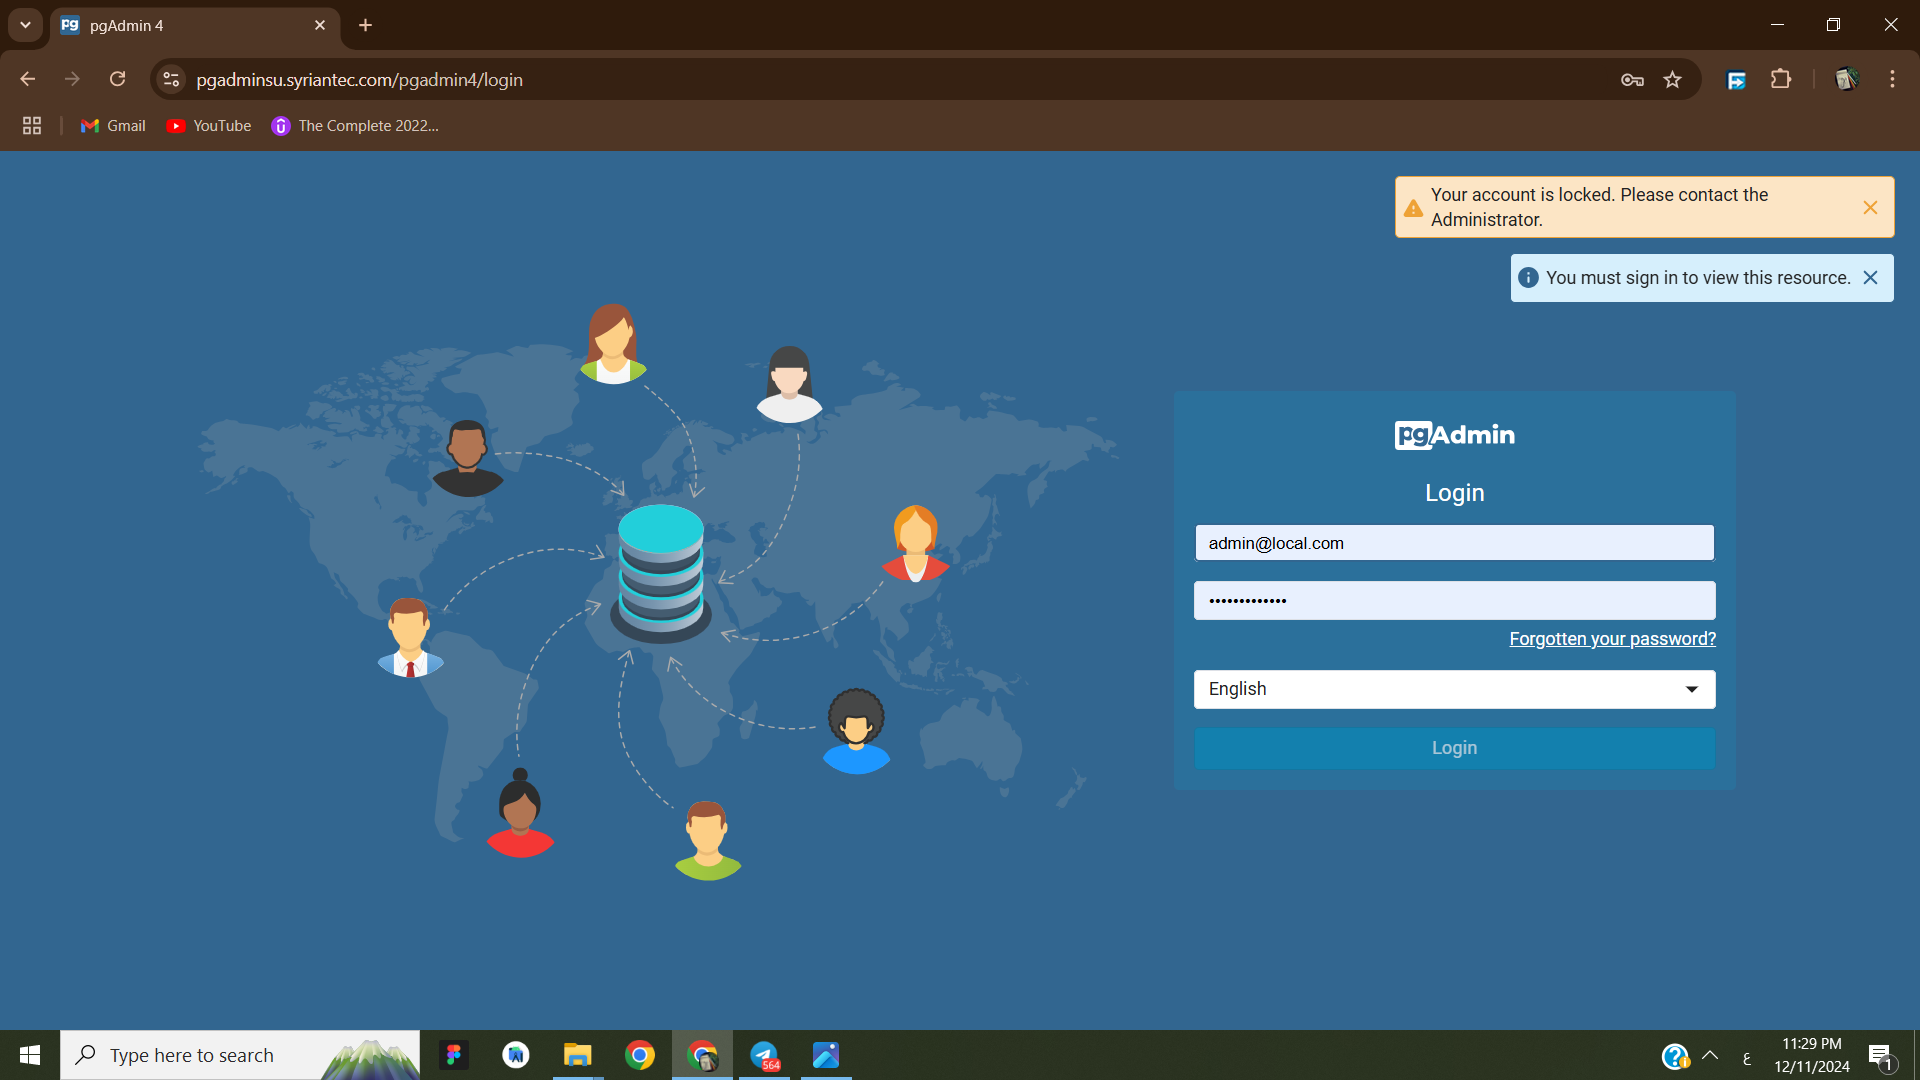 pg pgAdmin 4
pgadminsu.syriantec.com/pgadmin4/login
Gmail YouTube The Complete 2022...
Your account is locked. Please contact the
Administrator.
You must sign in to view this resource.
pgAdmin
Login
admin@local.com
•••••••••••••
Forgotten your password?
English
Login
Type here to search
564
ع
11:29 PM
12/11/2024
1